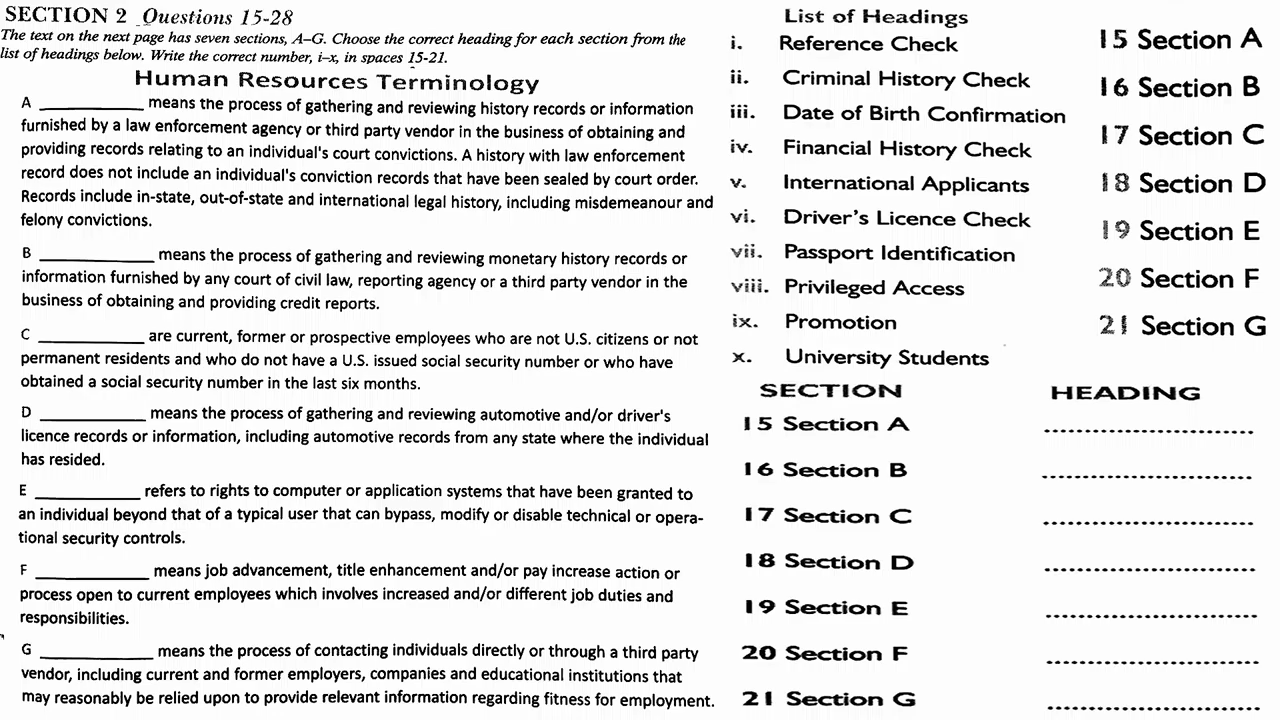 SECTION 2 Questions 15-28
The text on the next page has seven sections, A–G. Choose the correct heading for each section from the
list of headings below. Write the correct number, i–x, in spaces 15-21.
Human Resources Terminology
A ____________ means the process of gathering and reviewing history records or information
furnished by a law enforcement agency or third party vendor in the business of obtaining and
providing records relating to an individual's court convictions. A history with law enforcement
record does not include an individual's conviction records that have been sealed by court order.
Records include in-state, out-of-state and international legal history, including misdemeanour and
felony convictions.
B ____________ means the process of gathering and reviewing monetary history records or
information furnished by any court of civil law, reporting agency or a third party vendor in the
business of obtaining and providing credit reports.
C ____________ are current, former or prospective employees who are not U.S. citizens or not
permanent residents and who do not have a U.S. issued social security number or who have
obtained a social security number in the last six months.
D ____________ means the process of gathering and reviewing automotive and/or driver's
licence records or information, including automotive records from any state where the individual
has resided.
E ____________ refers to rights to computer or application systems that have been granted to
an individual beyond that of a typical user that can bypass, modify or disable technical or opera-
tional security controls.
F ____________ means job advancement, title enhancement and/or pay increase action or
process open to current employees which involves increased and/or different job duties and
responsibilities.
G ____________ means the process of contacting individuals directly or through a third party
vendor, including current and former employers, companies and educational institutions that
may reasonably be relied upon to provide relevant information regarding fitness for employment.
List of Headings
i. Reference Check
ii. Criminal History Check
iii. Date of Birth Confirmation
iv. Financial History Check
v. International Applicants
vi. Driver's Licence Check
vii. Passport Identification
viii. Privileged Access
ix. Promotion
x. University Students
15 Section A
16 Section B
17 Section C
18 Section D
19 Section E
20 Section F
21 Section G
SECTION HEADING
15 Section A ..............................
16 Section B ..............................
17 Section C ..............................
18 Section D ..............................
19 Section E ..............................
20 Section F ..............................
21 Section G ..............................